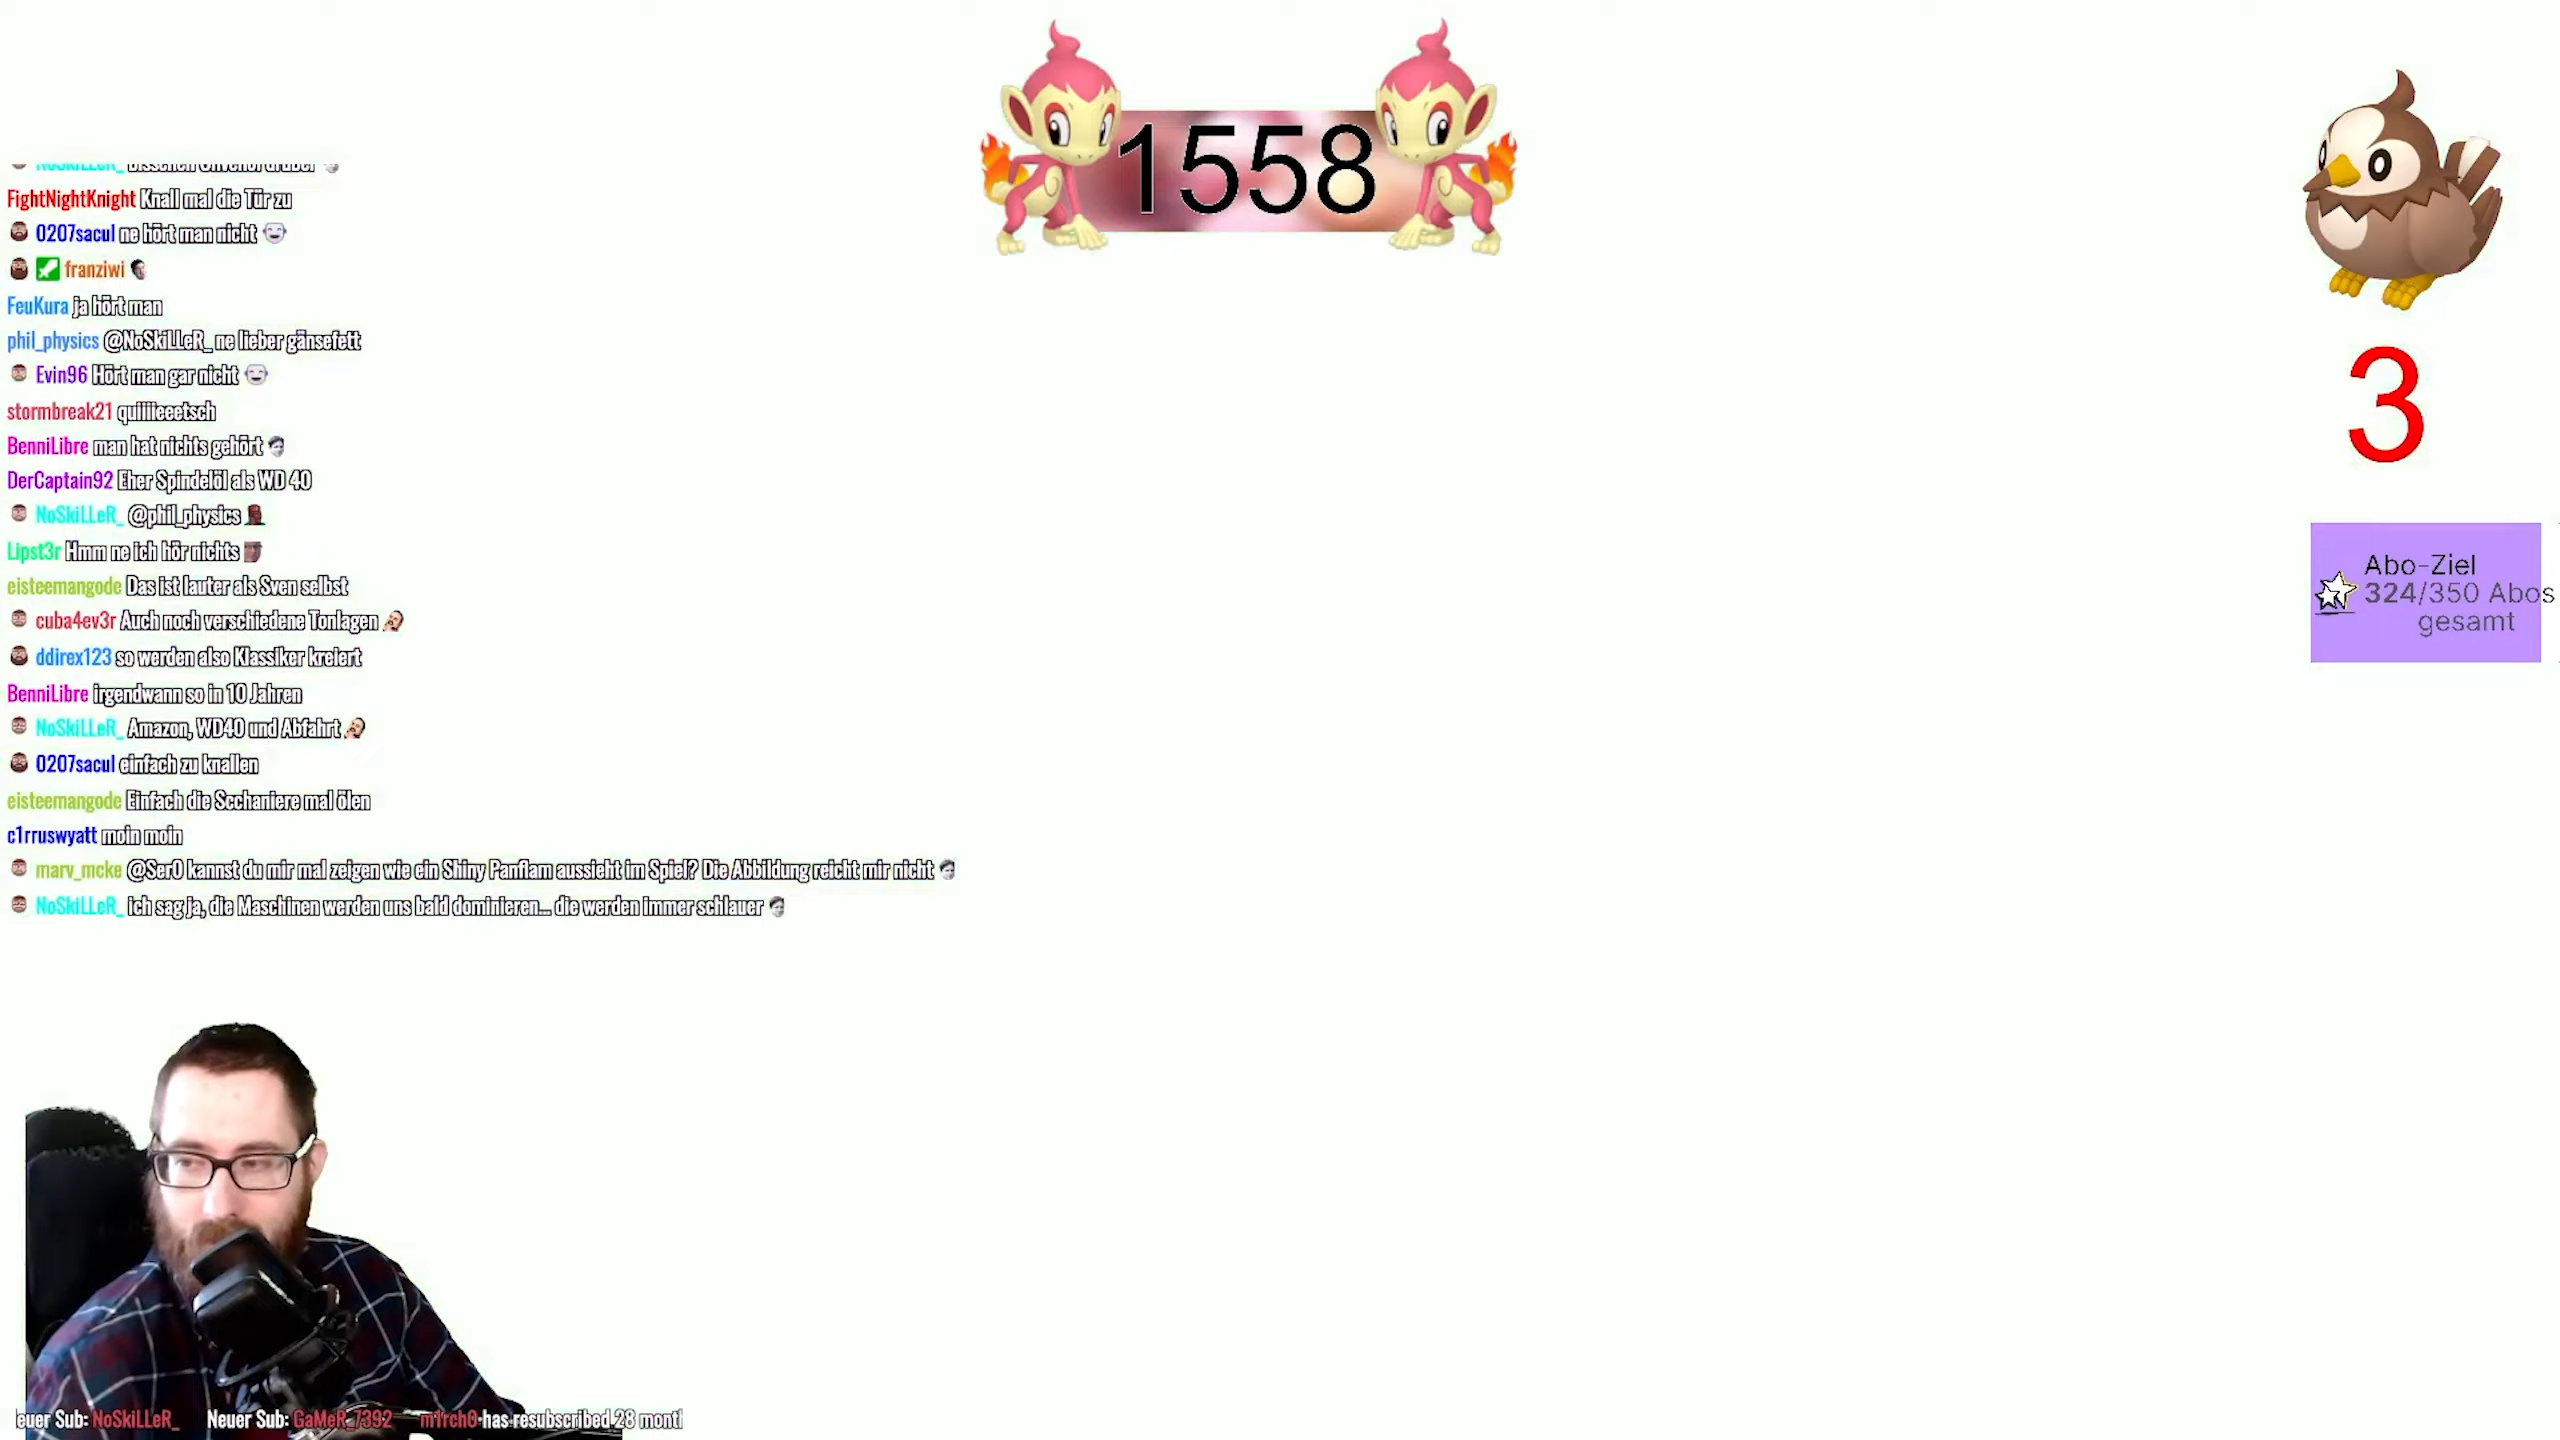 NoSkiLLeR_
FightNightKnight Knall mal die Tür zu
0207sacul ne hört man nicht
franziwi
FeuKura ja hört man
phil_physics @NoSkiLLeR_ ne lieber gänsefett
Evin96 Hört man gar nicht
stormbreak21 quiiiieeetsch
BenniLibre man hat nichts gehört
DerCaptain92 Eher Spindelöl als WD 40
NoSkiLLeR_ @phil_physics
Lipst3r Hmm ne ich hör nichts
eisteemangode Das ist lauter als Sven selbst
cuba4ev3r Auch noch verschiedene Tonlagen
ddirex123 so werden also Klassiker kreiert
BenniLibre irgendwann so in 10 Jahren
NoSkiLLeR_ Amazon, WD40 und Abfahrt
0207sacul einfach zu knallen
eisteemangode Einfach die Scchaniere mal ölen
c1rruswyatt moin moin
marv_mcke @Ser0 kannst du mir mal zeigen wie ein Shiny Panflam aussieht im Spiel? Die Abbildung reicht mir nicht
NoSkiLLeR_ ich sag ja, die Maschinen werden uns bald dominieren... die werden immer schlauer
1558
3
Abo-Ziel
324/350 Abos
gesamt
euer Sub: NoSkiLLeR_ Neuer Sub: GaMeR_7392 m1rch0 has resubscribed 28 mont